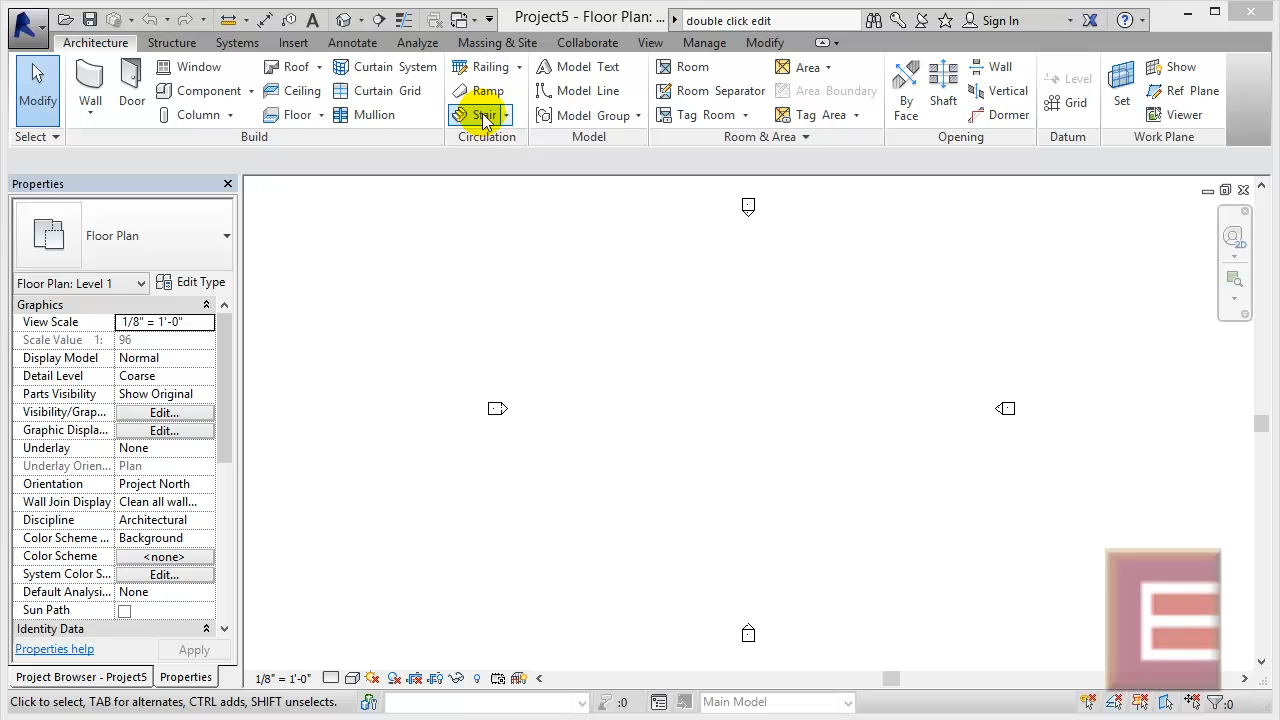 Project5 - Floor Plan: ...
double click edit
Sign In
Architecture Structure Systems Insert Annotate Analyze Massing & Site Collaborate View Manage Modify
Modify
Wall
Door
Window
Component
Column
Roof
Ceiling
Floor
Curtain System
Curtain Grid
Mullion
Railing
Ramp
Stair
Model Text
Model Line
Model Group
Room
Room Separator
Tag Room
Area
Area Boundary
Tag Area
By
Face
Shaft
Wall
Vertical
Dormer
Level
Grid
Set
Show
Ref Plane
Viewer
Select Build Circulation Model Room & Area Opening Datum Work Plane
Properties
Floor Plan
Floor Plan: Level 1 Edit Type
Graphics
View Scale 1/8" = 1'-0"
Scale Value 1: 96
Display Model Normal
Detail Level Coarse
Parts Visibility Show Original
Visibility/Grap... Edit...
Graphic Displa... Edit...
Underlay None
Underlay Orien... Plan
Orientation Project North
Wall Join Display Clean all wall...
Discipline Architectural
Color Scheme ... Background
Color Scheme <none>
System Color S... Edit...
Default Analysi... None
Sun Path
Identity Data
Properties help Apply
Project Browser - Project5 Properties
1/8" = 1'-0"
Click to select, TAB for alternates, CTRL adds, SHIFT unselects.
:0
Main Model
:0
2D
E